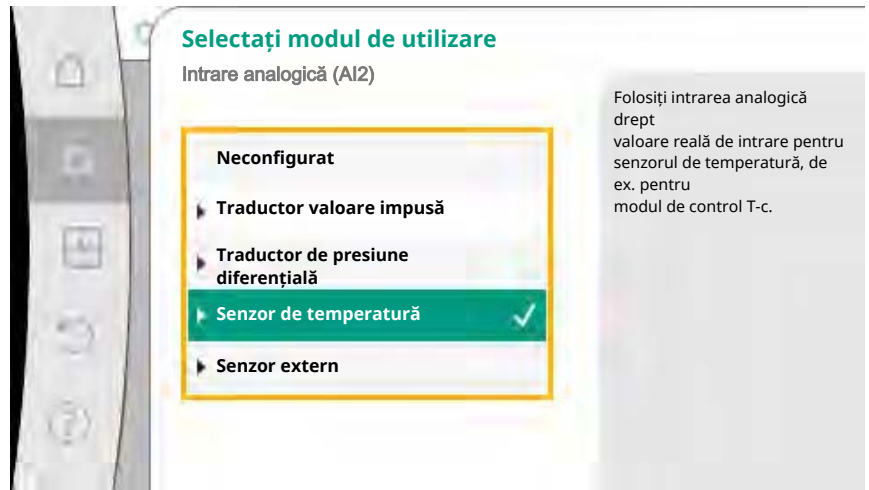 Selectați modul de utilizare
Intrare analogică (AI2)
Neconfigurat
Traductor valoare impusă
Traductor de presiune
diferențială
Senzor de temperatură
Senzor extern
Folosiți intrarea analogică
drept
valoare reală de intrare pentru
senzorul de temperatură, de
ex. pentru
modul de control T-c.